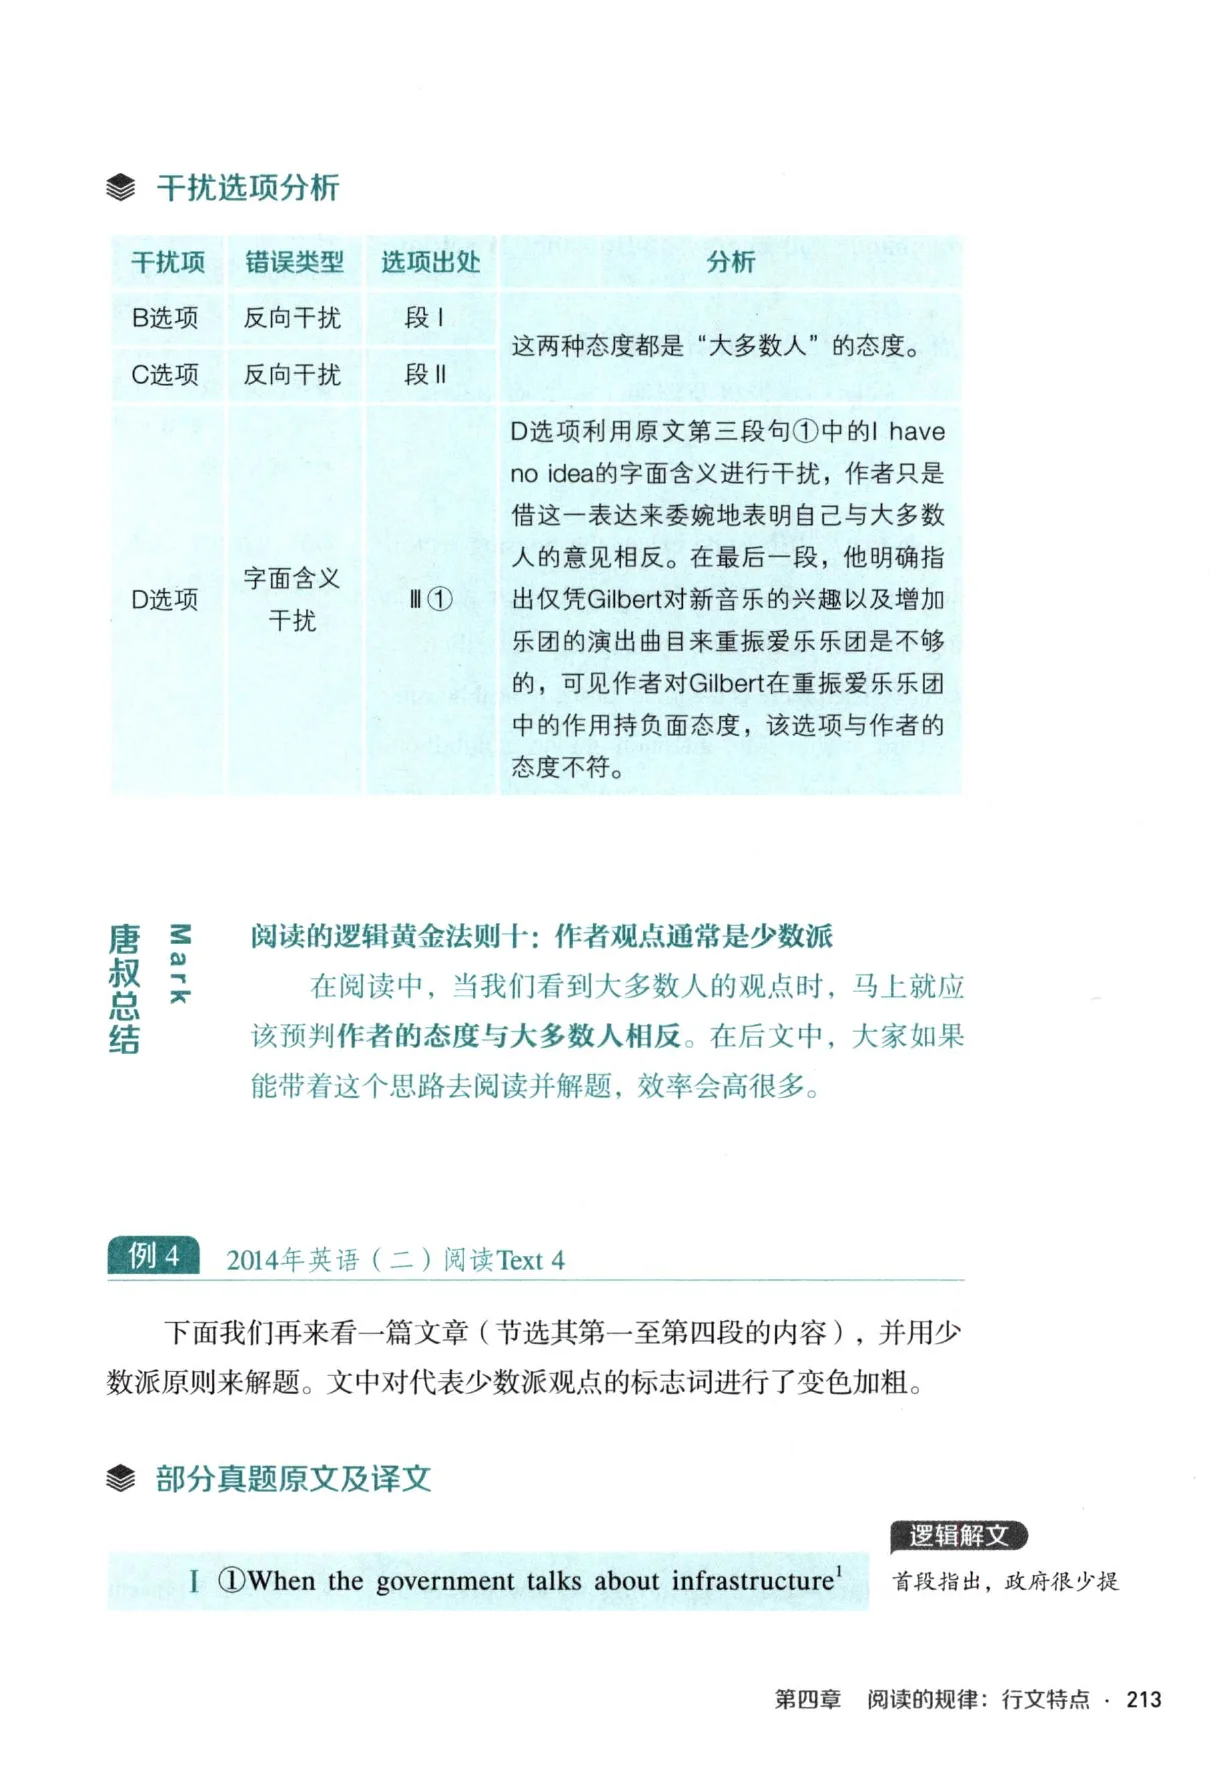 干扰选项分析
干扰项 错误类型 选项出处 分析
B选项 反向干扰 段Ⅰ
这两种态度都是“大多数人”的态度。
C选项 反向干扰 段Ⅱ
D选项利用原文第三段句①中的I have
no idea的字面含义进行干扰，作者只是
借这一表达来委婉地表明自己与大多数
人的意见相反。在最后一段，他明确指
D选项 字面含义干扰 Ⅲ① 出仅凭Gilbert对新音乐的兴趣以及增加
乐团的演出曲目来重振爱乐乐团是不够
的，可见作者对Gilbert在重振爱乐乐团
中的作用持负面态度，该选项与作者的
态度不符。
唐叔总结
Mark
阅读的逻辑黄金法则十：作者观点通常是少数派
在阅读中，当我们看到大多数人的观点时，马上就应
该预判作者的态度与大多数人相反。在后文中，大家如果
能带着这个思路去阅读并解题，效率会高很多。
例4 2014年英语（二）阅读Text 4
下面我们再来看一篇文章（节选其第一至第四段的内容），并用少
数派原则来解题。文中对代表少数派观点的标志词进行了变色加粗。
部分真题原文及译文
逻辑解文
Ⅰ ①When the government talks about infrastructure¹
首段指出，政府很少提
第四章 阅读的规律：行文特点 · 213